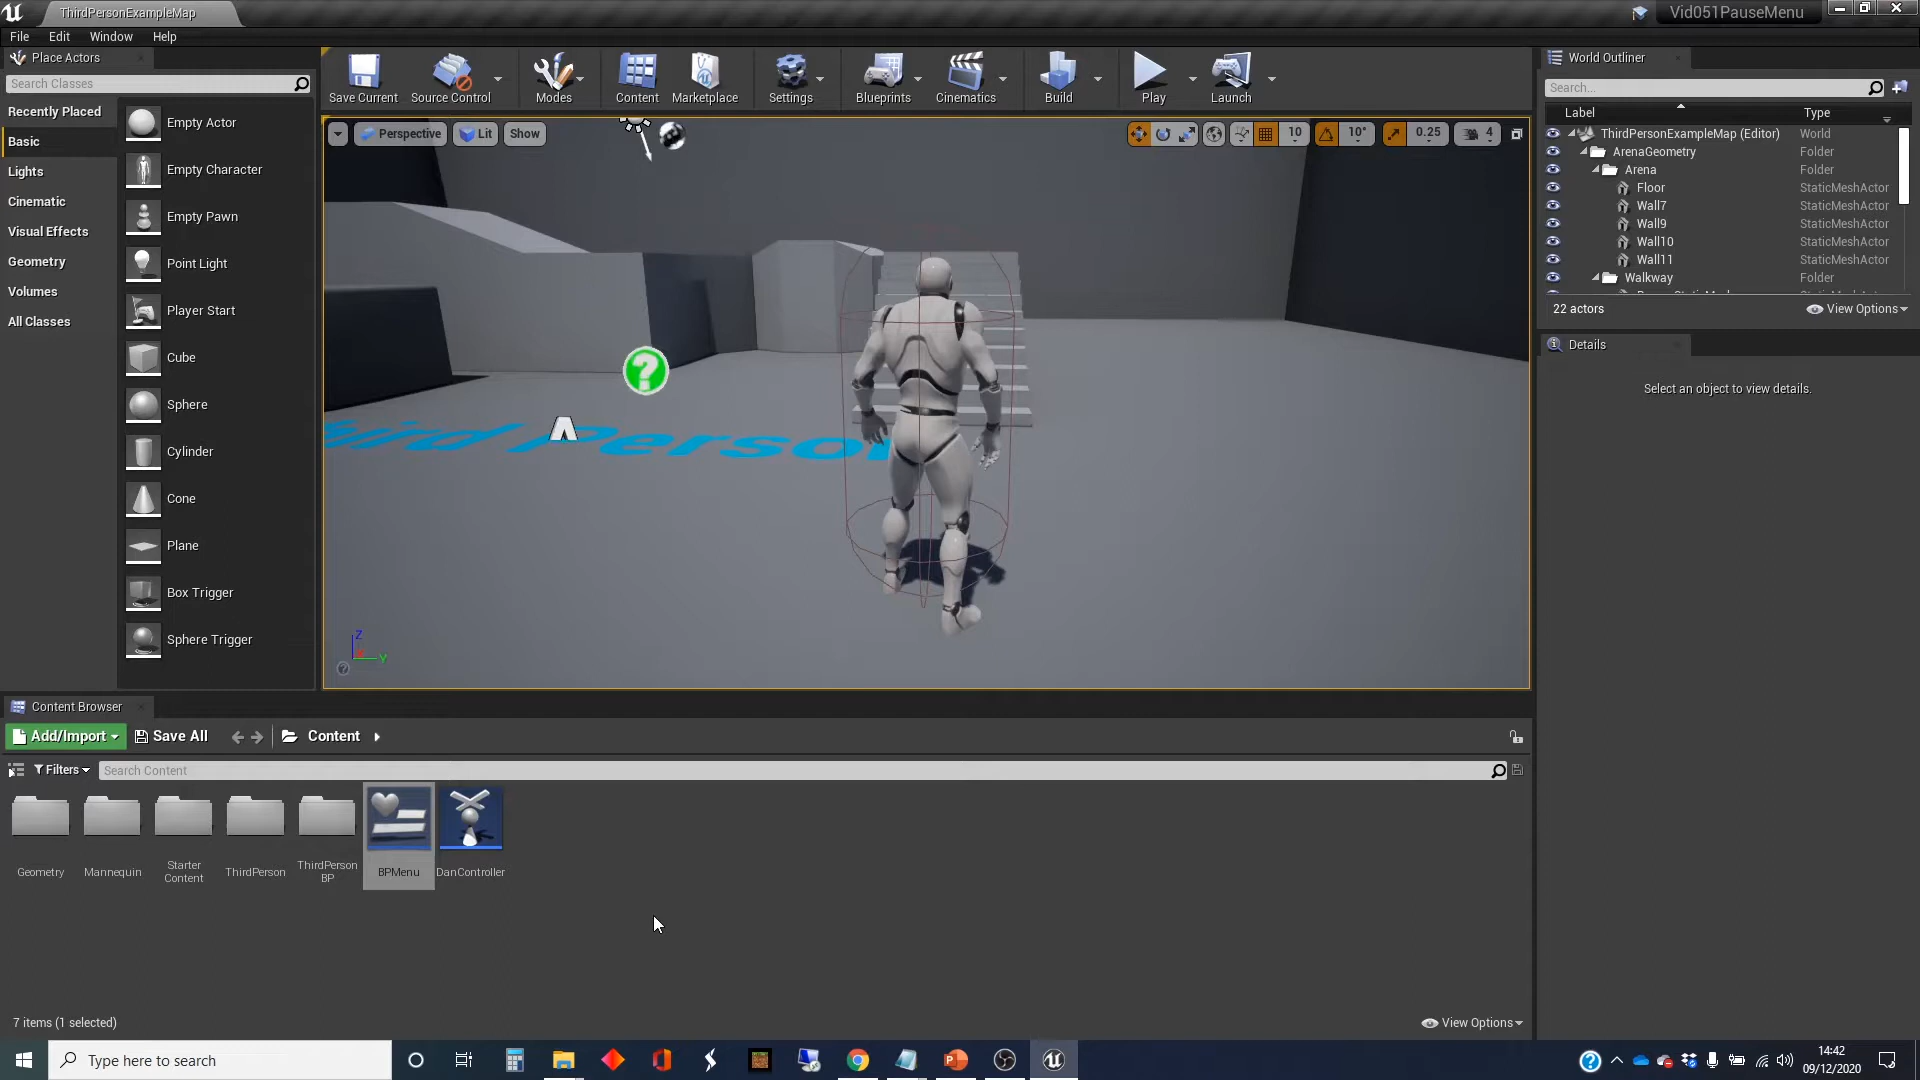 ThirdPersonExampleMap
Vid051PauseMenu
File Edit Window Help
Place Actors
Search Classes
Recently Placed
Basic
Lights
Cinematic
Visual Effects
Geometry
Volumes
All Classes
Empty Actor
Empty Character
Empty Pawn
Point Light
Player Start
Cube
Sphere
Cylinder
Cone
Plane
Box Trigger
Sphere Trigger
Save Current Source Control Modes Content Marketplace Settings Blueprints Cinematics Build Play Launch
Perspective Lit Show
10 10° 0.25 4
Third Person
Z
Y
World Outliner
Search...
Label Type
ThirdPersonExampleMap (Editor) World
ArenaGeometry Folder
Arena Folder
Floor StaticMeshActor
Wall7 StaticMeshActor
Wall9 StaticMeshActor
Wall10 StaticMeshActor
Wall11 StaticMeshActor
Walkway Folder
22 actors View Options
Details
Select an object to view details.
Content Browser
Add/Import Save All Content
Filters Search Content
Geometry
Mannequin
Starter
Content
ThirdPerson
ThirdPerson
BP
BPMenu
DanController
7 items (1 selected) View Options
Type here to search
14:42
09/12/2020